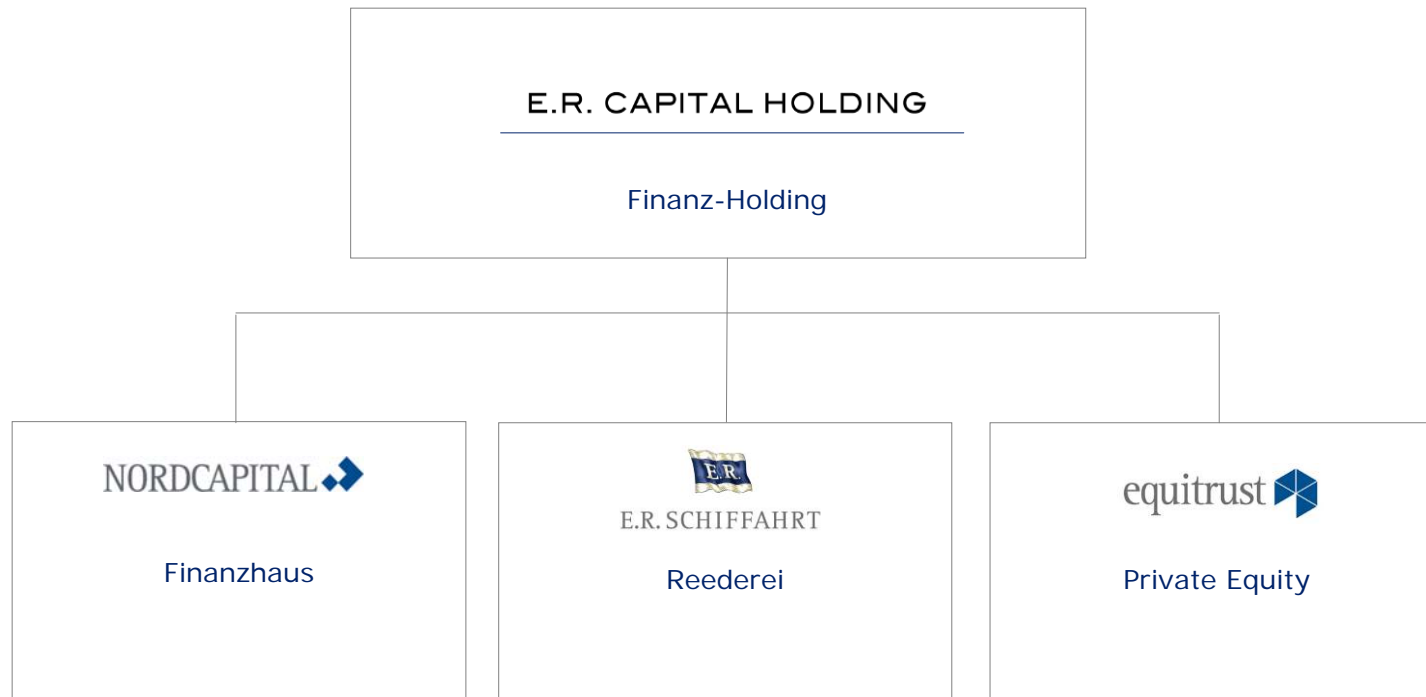 E.R. CAPITAL HOLDING
Finanz-Holding
NORDCAPITAL
Finanzhaus
E.R.
E.R. SCHIFFAHRT
Reederei
equitrust
Private Equity